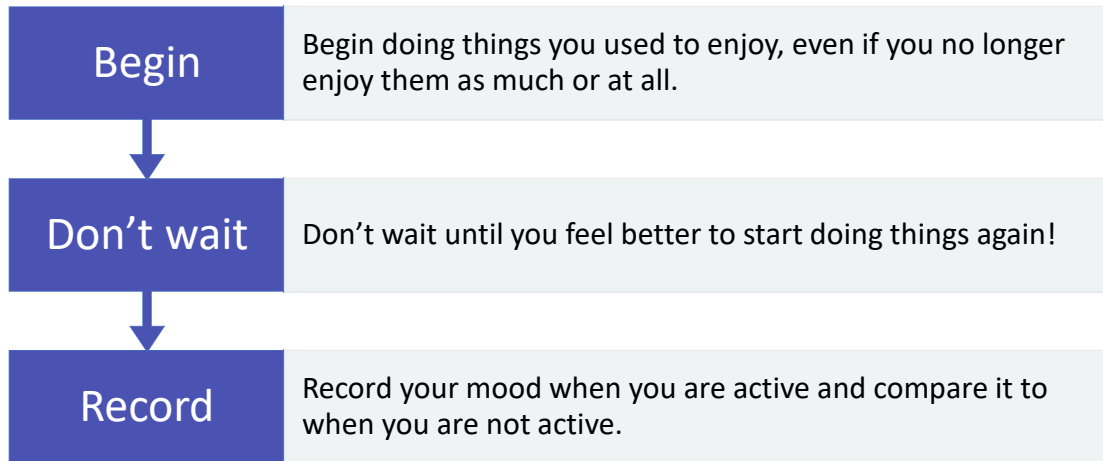 Begin
Begin doing things you used to enjoy, even if you no longer
enjoy them as much or at all.
Don’t wait
Don’t wait until you feel better to start doing things again!
Record
Record your mood when you are active and compare it to
when you are not active.